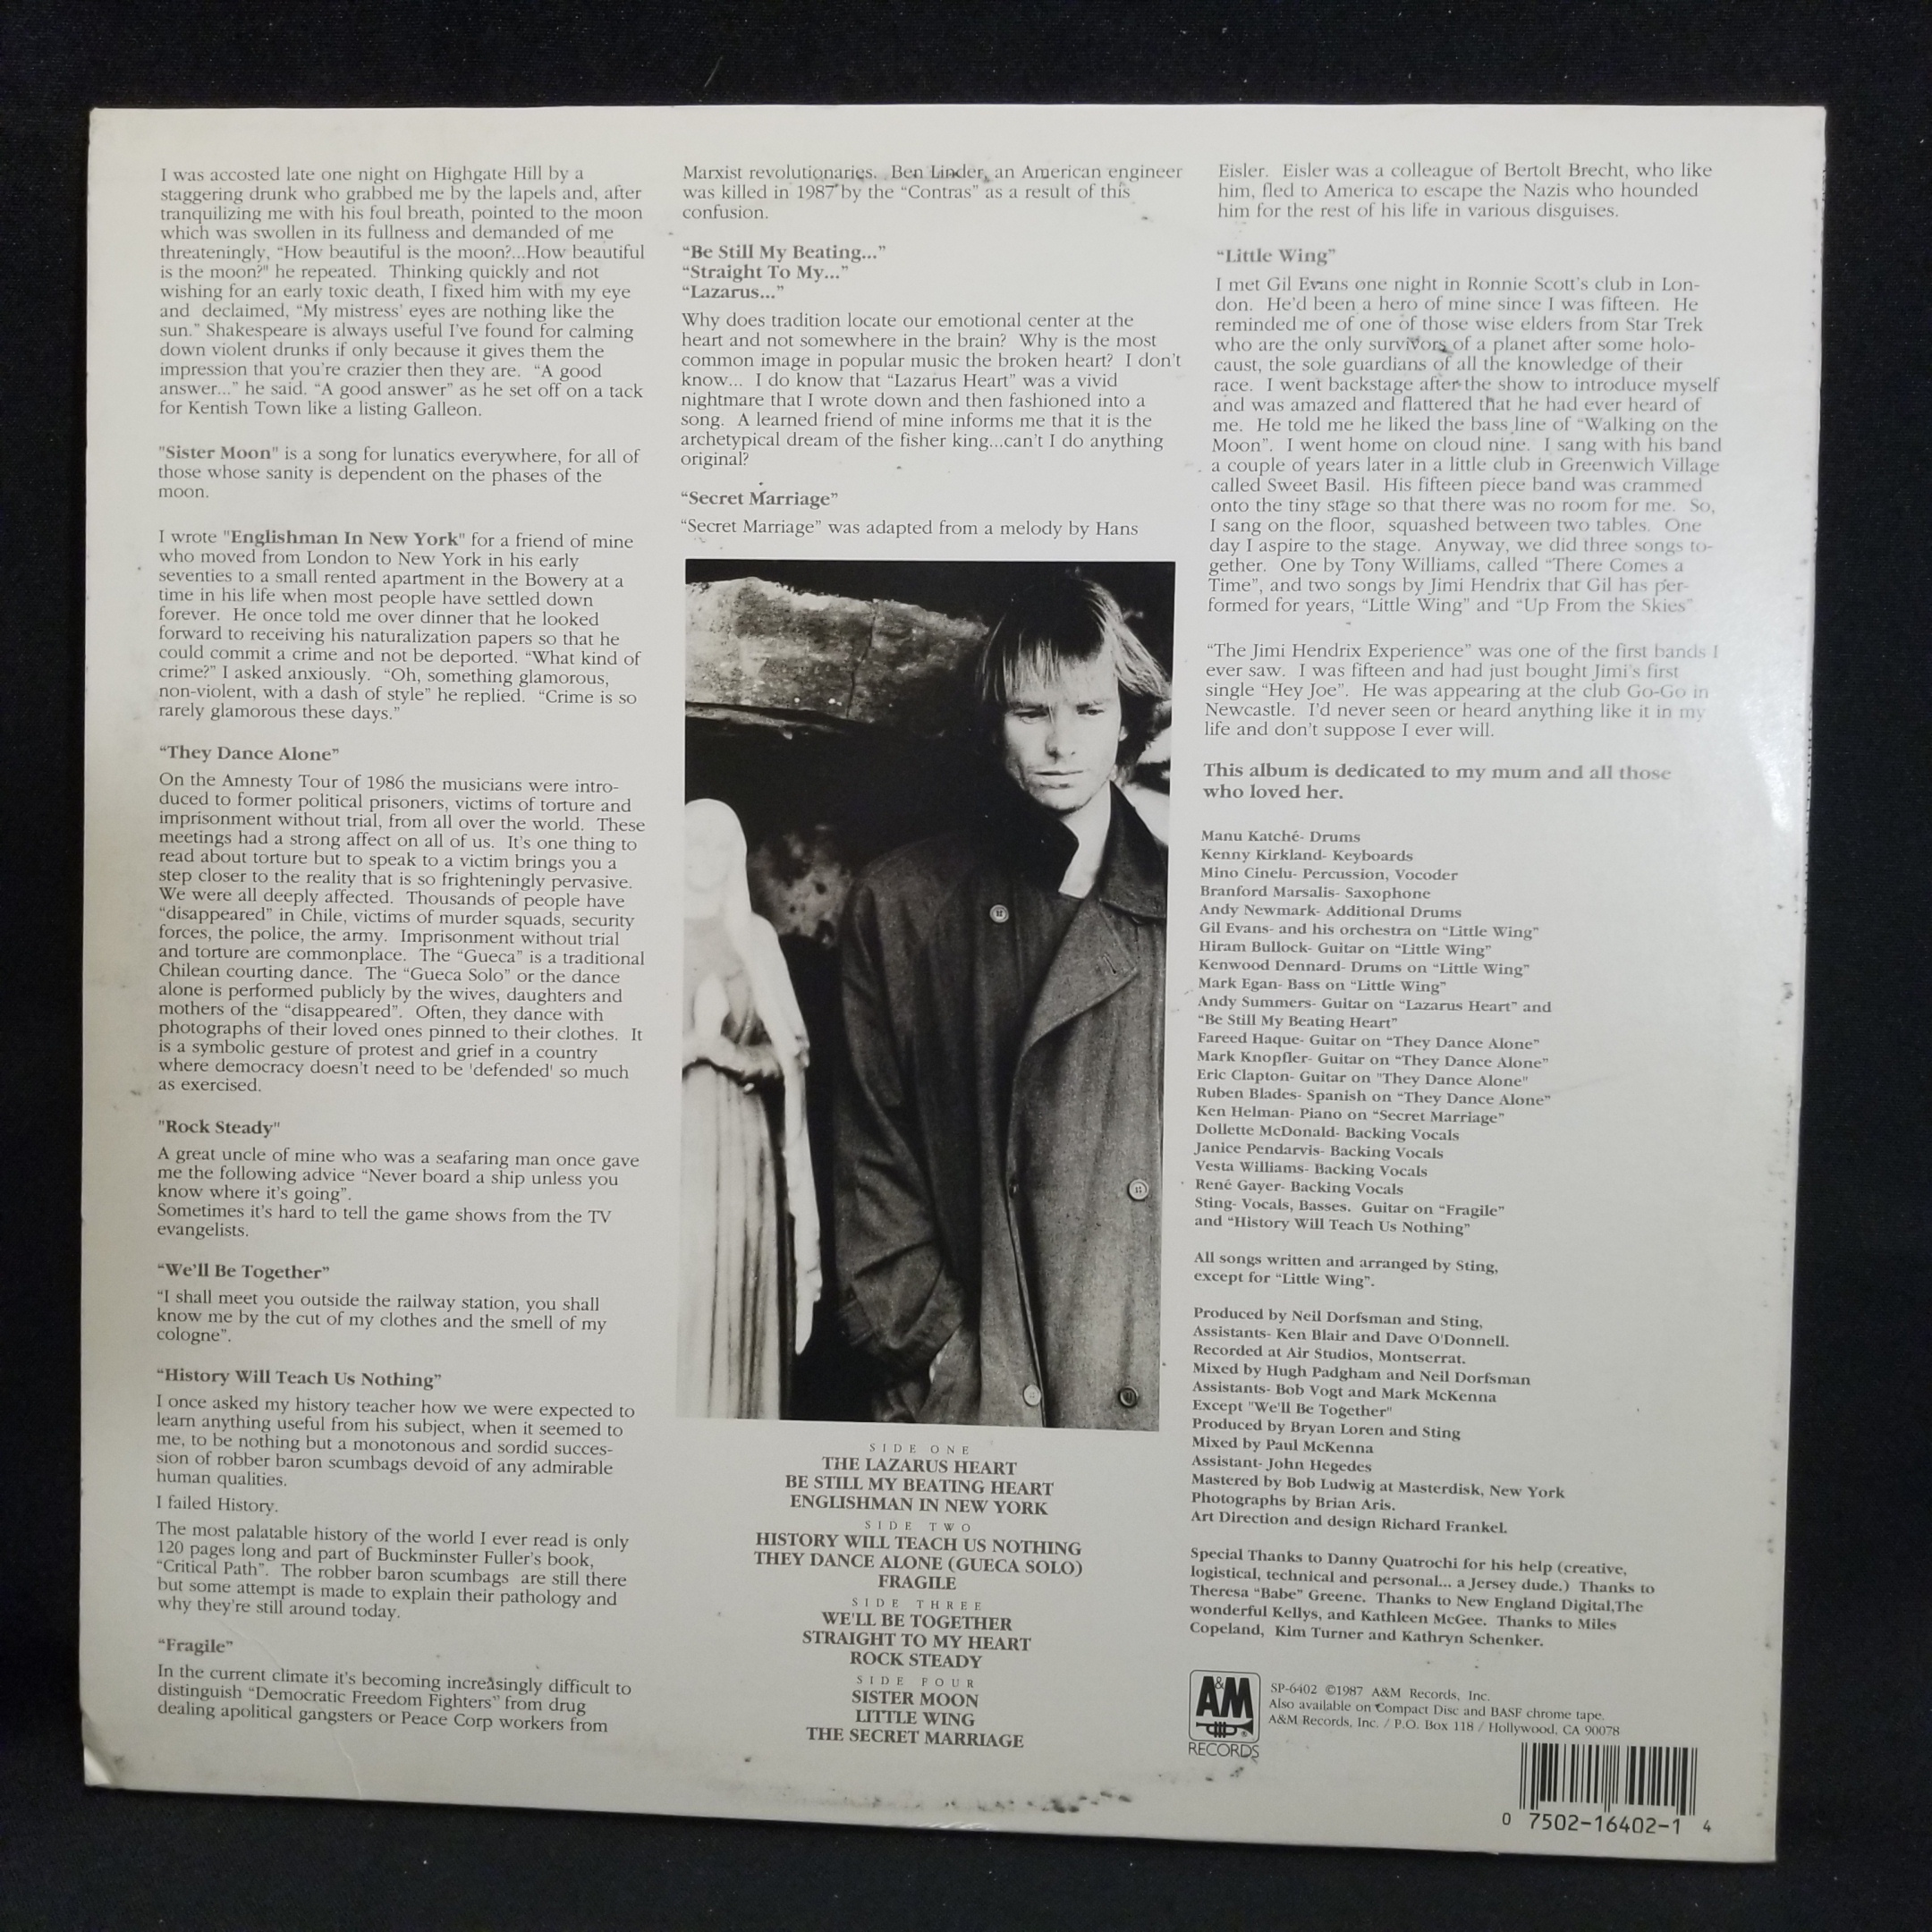 I was accosted late one night on Highgate Hill by a
staggering drunk who grabbed me by the lapels and, after
tranquilizing me with his foul breath, pointed to the moon
which was swollen in its fullness and demanded of me
threateningly, “How beautiful is the moon?...How beautiful
is the moon?" he repeated. Thinking quickly and not
wishing for an early toxic death, I fixed him with my eye
and declaimed, “My mistress’ eyes are nothing like the
sun.” Shakespeare is always useful I've found for calming
down violent drunks if only because it gives them the
impression that you're crazier then they are. “A good
answer...” he said. “A good answer” as he set off on a tack
for Kentish Town like a listing Galleon.
"Sister Moon" is a song for lunatics everywhere, for all of
those whose sanity is dependent on the phases of the
moon.
I wrote "Englishman In New York" for a friend of mine
who moved from London to New York in his early
seventies to a small rented apartment in the Bowery at a
time in his life when most people have settled down
forever. He once told me over dinner that he looked
forward to receiving his naturalization papers so that he
could commit a crime and not be deported. “What kind of
crime?” I asked anxiously. “Oh, something glamorous,
non-violent, with a dash of style” he replied. “Crime is so
rarely glamorous these days.”
“They Dance Alone”
On the Amnesty Tour of 1986 the musicians were intro-
duced to former political prisoners, victims of torture and
imprisonment without trial, from all over the world. These
meetings had a strong affect on all of us. It's one thing to
read about torture but to speak to a victim brings you a
step closer to the reality that is so frighteningly pervasive.
We were all deeply affected. Thousands of people have
“disappeared” in Chile, victims of murder squads, security
forces, the police, the army. Imprisonment without trial
and torture are commonplace. The “Gueca” is a traditional
Chilean courting dance. The “Gueca Solo” or the dance
alone is performed publicly by the wives, daughters and
mothers of the “disappeared”. Often, they dance with
photographs of their loved ones pinned to their clothes. It
is a symbolic gesture of protest and grief in a country
where democracy doesn't need to be 'defended' so much
as exercised.
"Rock Steady"
A great uncle of mine who was a seafaring man once gave
me the following advice “Never board a ship unless you
know where it's going”.
Sometimes it's hard to tell the game shows from the TV
evangelists.
“We'll Be Together”
“I shall meet you outside the railway station, you shall
know me by the cut of my clothes and the smell of my
cologne”.
“History Will Teach Us Nothing”
I once asked my history teacher how we were expected to
learn anything useful from his subject, when it seemed to
me, to be nothing but a monotonous and sordid succes-
sion of robber baron scumbags devoid of any admirable
human qualities.
I failed History.
The most palatable history of the world I ever read is only
120 pages long and part of Buckminster Fuller's book,
“Critical Path”. The robber baron scumbags are still there
but some attempt is made to explain their pathology and
why they're still around today.
“Fragile”
In the current climate it's becoming increasingly difficult to
distinguish “Democratic Freedom Fighters” from drug
dealing apolitical gangsters or Peace Corp workers from
Marxist revolutionaries. Ben Linder, an American engineer
was killed in 1987 by the “Contras” as a result of this
confusion.
“Be Still My Beating...”
“Straight To My...”
“Lazarus...”
Why does tradition locate our emotional center at the
heart and not somewhere in the brain? Why is the most
common image in popular music the broken heart? I don't
know... I do know that “Lazarus Heart” was a vivid
nightmare that I wrote down and then fashioned into a
song. A learned friend of mine informs me that it is the
archetypical dream of the fisher king...can't I do anything
original?
“Secret Marriage”
“Secret Marriage” was adapted from a melody by Hans
SIDE ONE
THE LAZARUS HEART
BE STILL MY BEATING HEART
ENGLISHMAN IN NEW YORK
SIDE TWO
HISTORY WILL TEACH US NOTHING
THEY DANCE ALONE (GUECA SOLO)
FRAGILE
SIDE THREE
WE'LL BE TOGETHER
STRAIGHT TO MY HEART
ROCK STEADY
SIDE FOUR
SISTER MOON
LITTLE WING
THE SECRET MARRIAGE
Eisler. Eisler was a colleague of Bertolt Brecht, who like
him, fled to America to escape the Nazis who hounded
him for the rest of his life in various disguises.
“Little Wing”
I met Gil Evans one night in Ronnie Scott's club in Lon-
don. He'd been a hero of mine since I was fifteen. He
reminded me of one of those wise elders from Star Trek
who are the only survivors of a planet after some holo-
caust, the sole guardians of all the knowledge of their
race. I went backstage after the show to introduce myself
and was amazed and flattered that he had ever heard of
me. He told me he liked the bass line of “Walking on the
Moon”. I went home on cloud nine. I sang with his band
a couple of years later in a little club in Greenwich Village
called Sweet Basil. His fifteen piece band was crammed
onto the tiny stage so that there was no room for me. So,
I sang on the floor, squashed between two tables. One
day I aspire to the stage. Anyway, we did three songs to-
gether. One by Tony Williams, called “There Comes a
Time”, and two songs by Jimi Hendrix that Gil has per-
formed for years, “Little Wing” and “Up From the Skies”
“The Jimi Hendrix Experience” was one of the first bands I
ever saw. I was fifteen and had just bought Jimi's first
single “Hey Joe”. He was appearing at the club Go-Go in
Newcastle. I'd never seen or heard anything like it in my
life and don't suppose I ever will.
This album is dedicated to my mum and all those
who loved her.
Manu Katché- Drums
Kenny Kirkland- Keyboards
Mino Cinelu- Percussion, Vocoder
Branford Marsalis- Saxophone
Andy Newmark- Additional Drums
Gil Evans- and his orchestra on “Little Wing”
Hiram Bullock- Guitar on “Little Wing”
Kenwood Dennard- Drums on “Little Wing”
Mark Egan- Bass on “Little Wing”
Andy Summers- Guitar on “Lazarus Heart” and
“Be Still My Beating Heart”
Fareed Haque- Guitar on “They Dance Alone”
Mark Knopfler- Guitar on “They Dance Alone”
Eric Clapton- Guitar on "They Dance Alone"
Ruben Blades- Spanish on “They Dance Alone”
Ken Helman- Piano on “Secret Marriage”
Dollette McDonald- Backing Vocals
Janice Pendarvis- Backing Vocals
Vesta Williams- Backing Vocals
René Gayer- Backing Vocals
Sting- Vocals, Basses. Guitar on “Fragile”
and “History Will Teach Us Nothing”
All songs written and arranged by Sting,
except for “Little Wing”.
Produced by Neil Dorfsman and Sting,
Assistants- Ken Blair and Dave O'Donnell.
Recorded at Air Studios, Montserrat.
Mixed by Hugh Padgham and Neil Dorfsman
Assistants- Bob Vogt and Mark McKenna
Except "We'll Be Together"
Produced by Bryan Loren and Sting
Mixed by Paul McKenna
Assistant- John Hegedes
Mastered by Bob Ludwig at Masterdisk, New York
Photographs by Brian Aris.
Art Direction and design Richard Frankel.
Special Thanks to Danny Quatrochi for his help (creative,
logistical, technical and personal... a Jersey dude.) Thanks to
Theresa “Babe” Greene. Thanks to New England Digital,The
wonderful Kellys, and Kathleen McGee. Thanks to Miles
Copeland, Kim Turner and Kathryn Schenker.
A&M
RECORDS
SP-6402 ©1987 A&M Records, Inc.
Also available on Compact Disc and BASF chrome tape.
A&M Records, Inc. / P.O. Box 118 / Hollywood, CA 90078
0 7502-16402-1 4